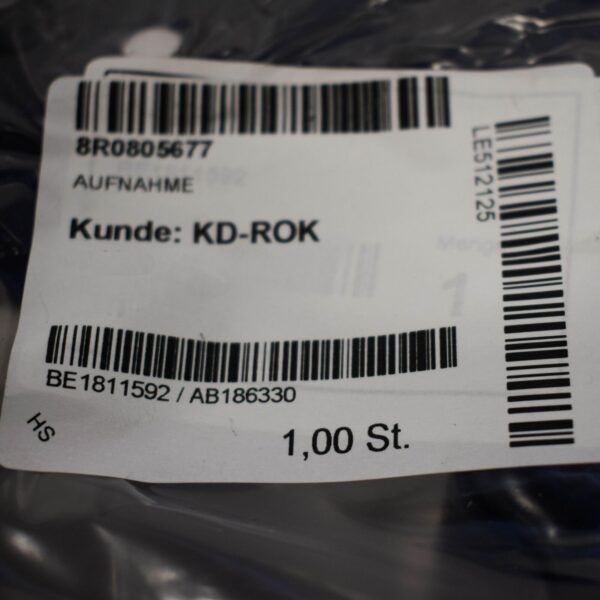 8R0805677
AUFNAHME
Kunde: KD-ROK
LE512125
BE1811592 / AB186330
HS
1,00 St.